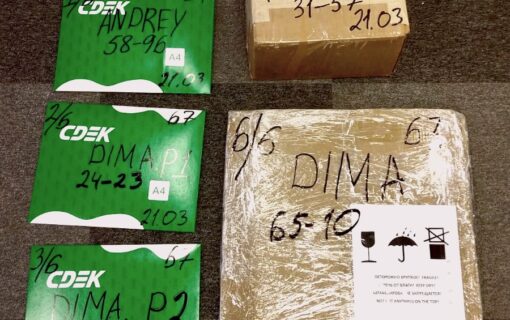 CDEK
ANDREY
58-96
A4
21.03
31-57
21.03
2/6
67
CDEK
DIMA P1
24-23
A4
21.03
3/6
67
CDEK
DIMA P2
6/6
67
DIMA
65-10